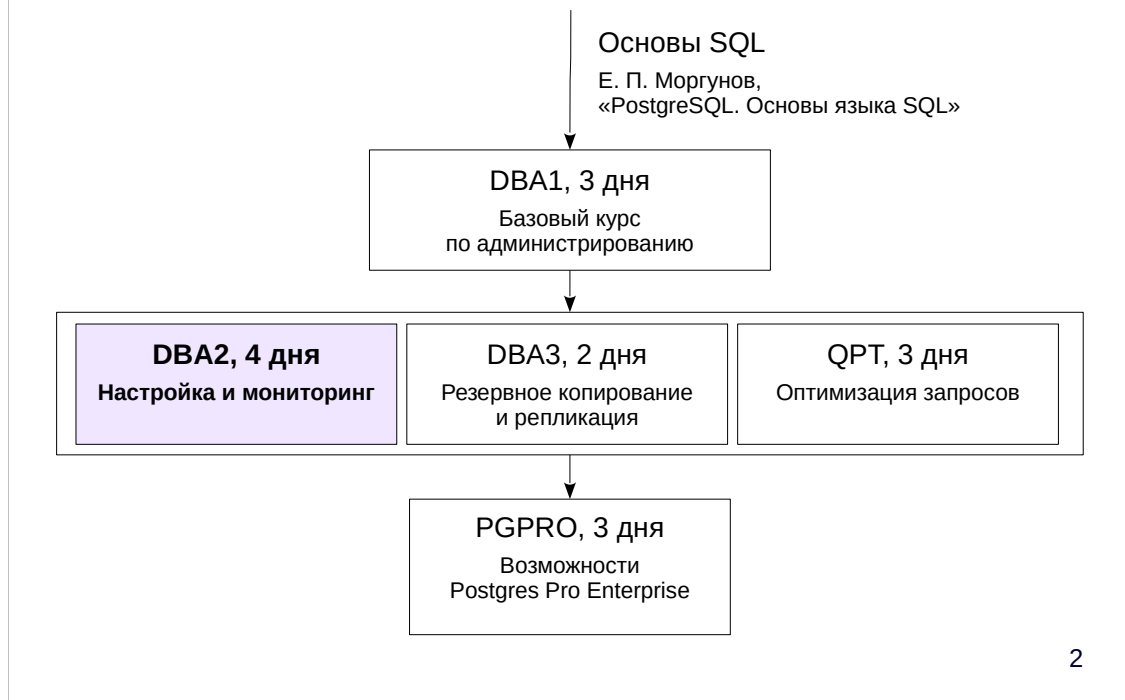 Основы SQL
Е. П. Моргунов,
«PostgreSQL. Основы языка SQL»
DBA1, 3 дня
Базовый курс
по администрированию
DBA2, 4 дня
Настройка и мониторинг
DBA3, 2 дня
Резервное копирование
и репликация
QPT, 3 дня
Оптимизация запросов
PGPRO, 3 дня
Возможности
Postgres Pro Enterprise
2